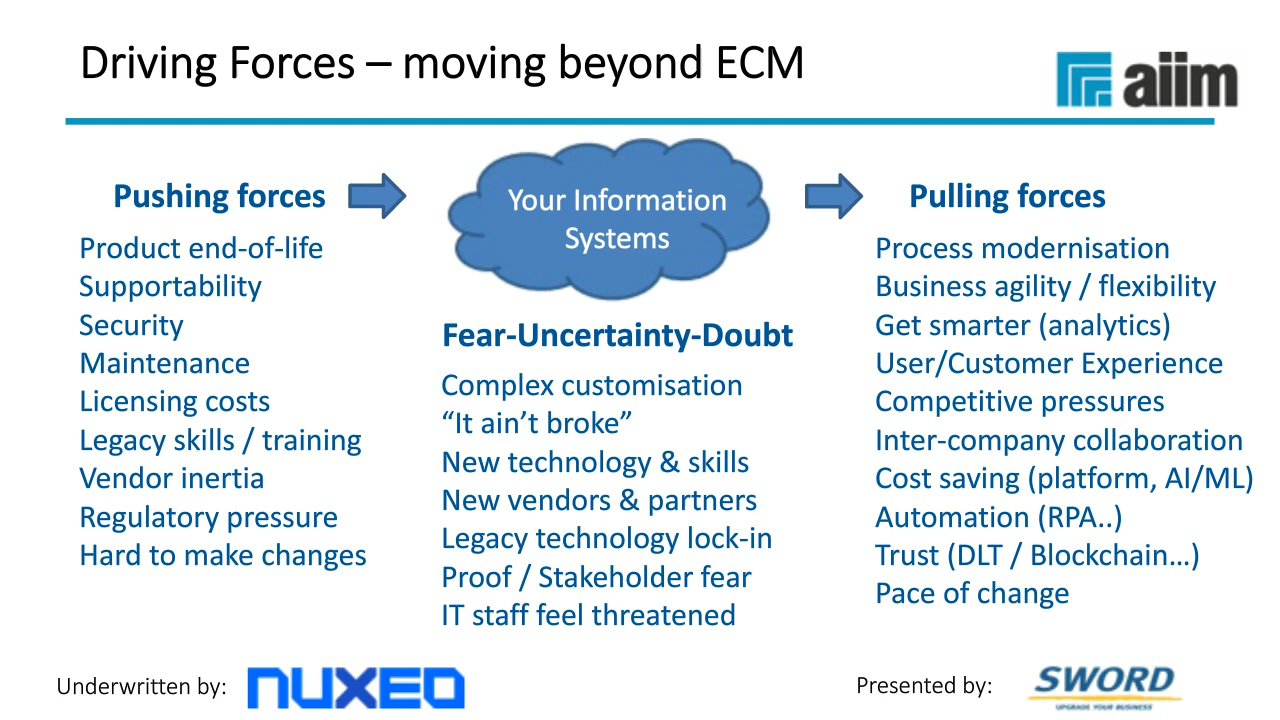 Driving Forces – moving beyond ECM
aiim
Pushing forces
Product end-of-life
Supportability
Security
Maintenance
Licensing costs
Legacy skills / training
Vendor inertia
Regulatory pressure
Hard to make changes
Your Information
Systems
Fear-Uncertainty-Doubt
Complex customisation
“It ain’t broke”
New technology & skills
New vendors & partners
Legacy technology lock-in
Proof / Stakeholder fear
IT staff feel threatened
Pulling forces
Process modernisation
Business agility / flexibility
Get smarter (analytics)
User/Customer Experience
Competitive pressures
Inter-company collaboration
Cost saving (platform, AI/ML)
Automation (RPA..)
Trust (DLT / Blockchain…)
Pace of change
Underwritten by:
nuxeo
Presented by:
SWORD
UPGRADE YOUR BUSINESS